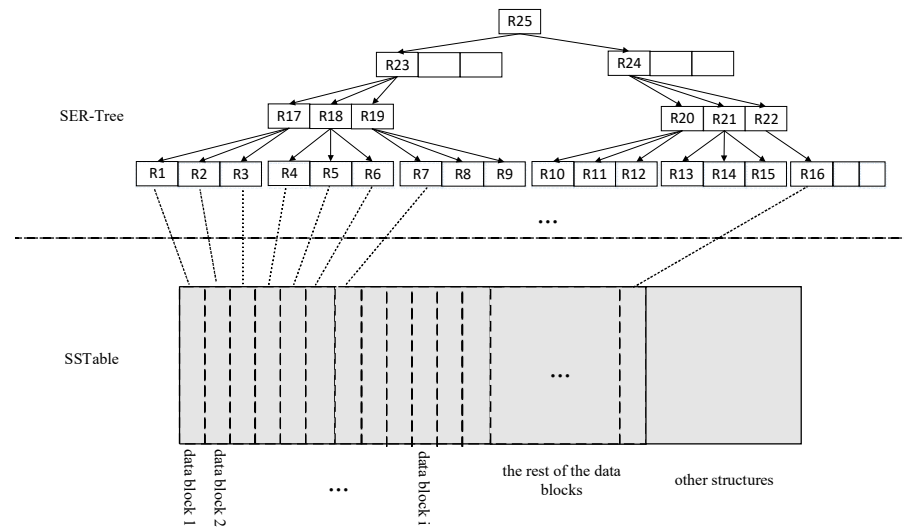 R25
R23
R24
SER-Tree
R17 R18 R19
R20 R21 R22
R1 R2 R3
R4 R5 R6
R7 R8 R9
R10 R11 R12
R13 R14 R15
R16
...
SSTable
...
data block 1
data block 2
...
data block i
the rest of the data
blocks
other structures